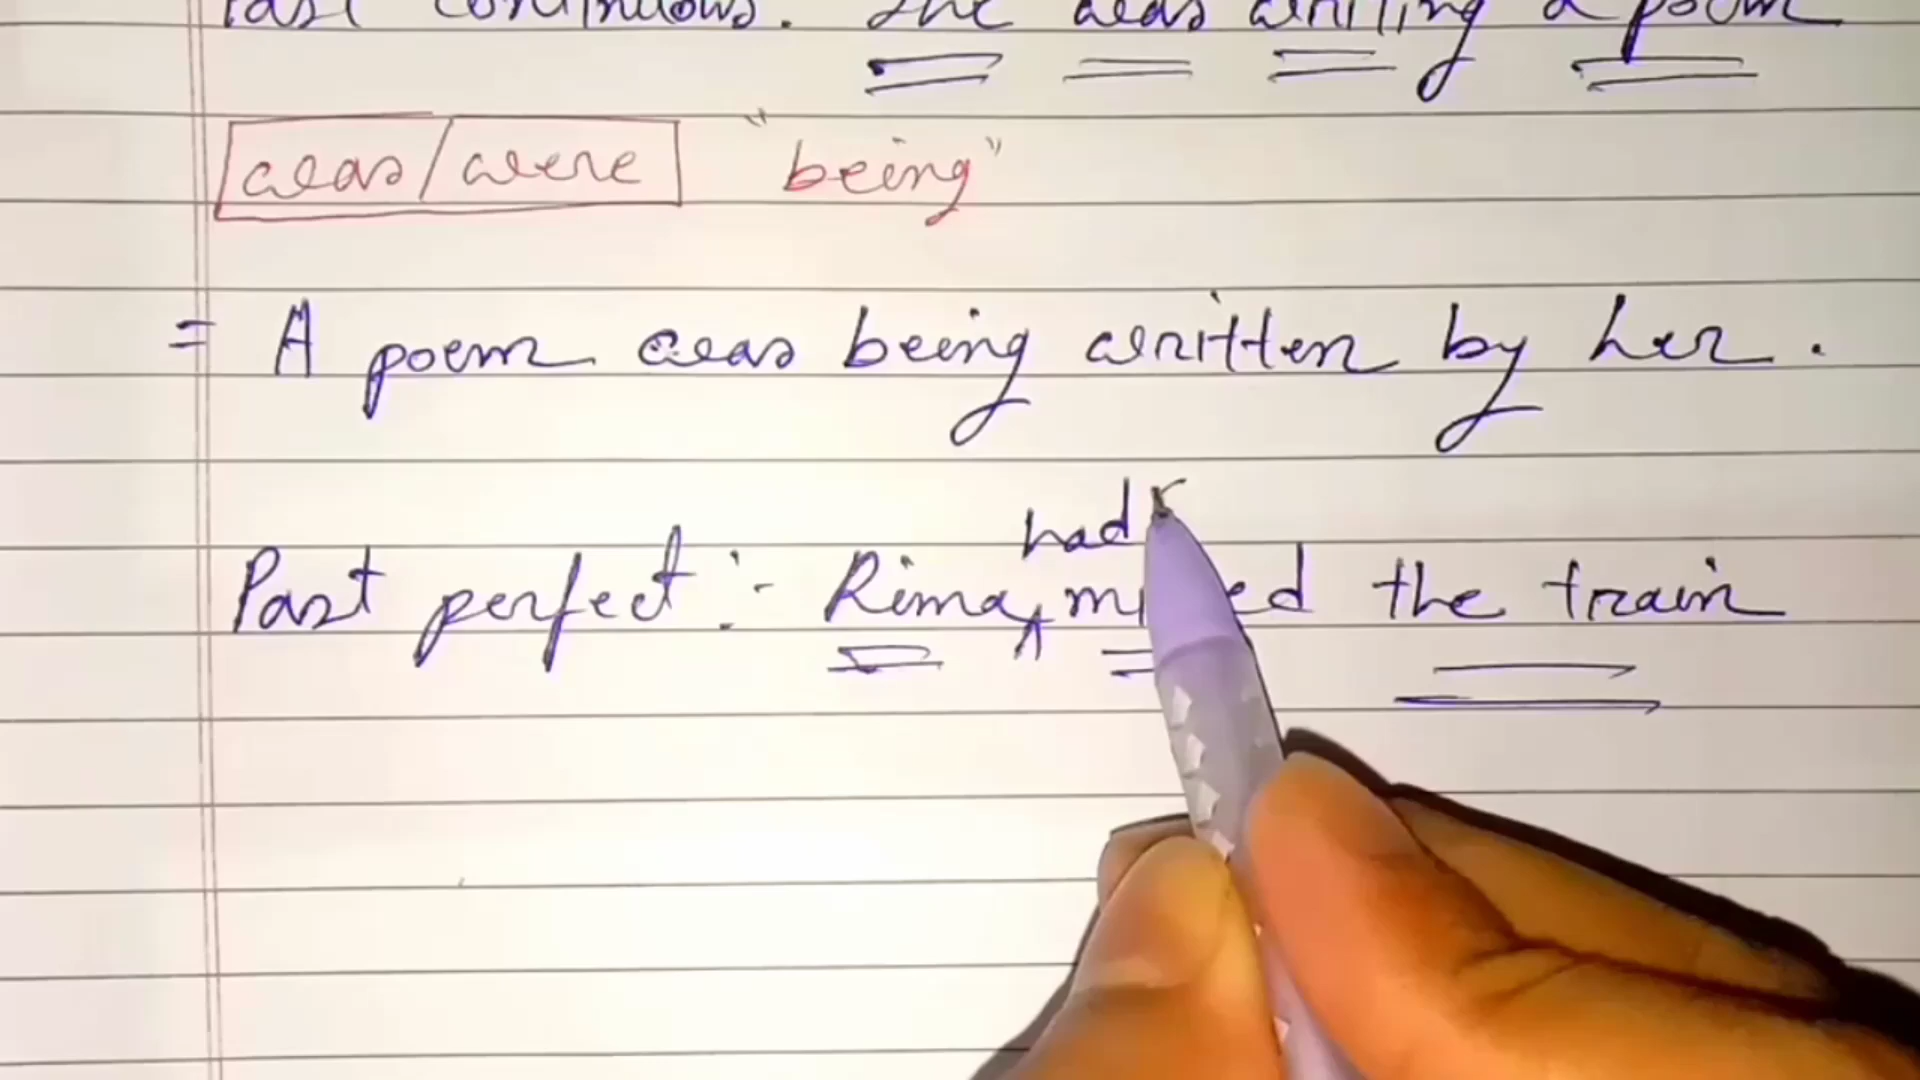 Past continuous. She was writing a poem
was/were "being"
= A poem was being written by her.
had
Past perfect :- Rima ^ the train